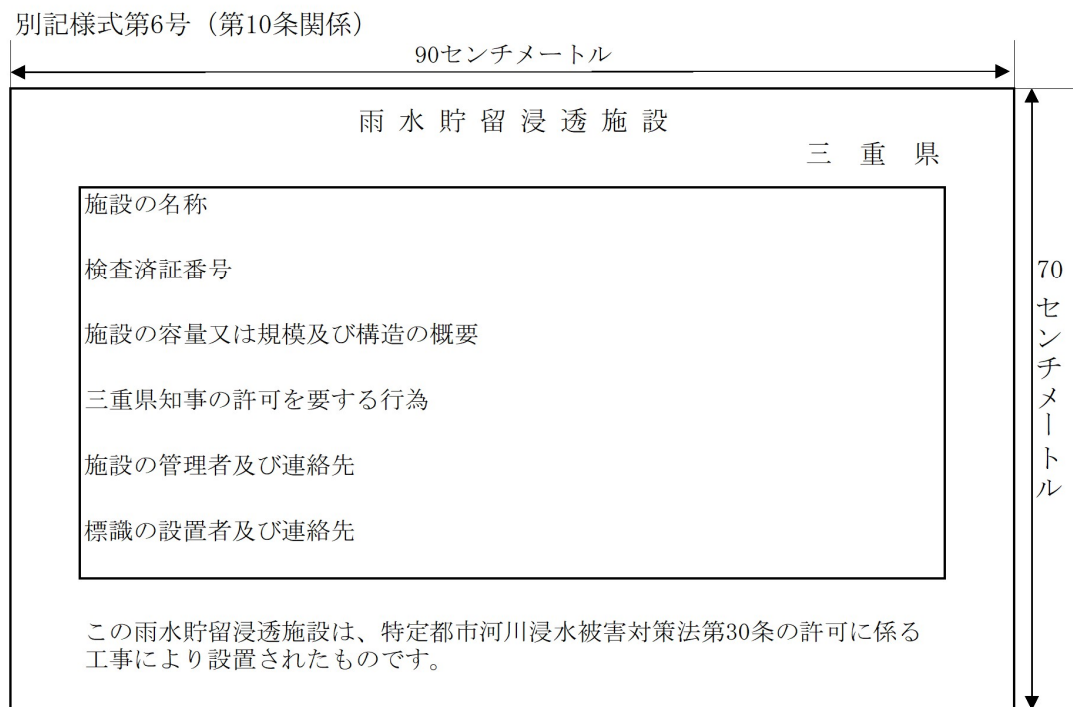 別記様式第6号（第10条関係）
90センチメートル
雨水貯留浸透施設
三重県
施設の名称
検査済証番号
施設の容量又は規模及び構造の概要
三重県知事の許可を要する行為
施設の管理者及び連絡先
標識の設置者及び連絡先
この雨水貯留浸透施設は、特定都市河川浸水被害対策法第30条の許可に係る
工事により設置されたものです。
70センチメートル